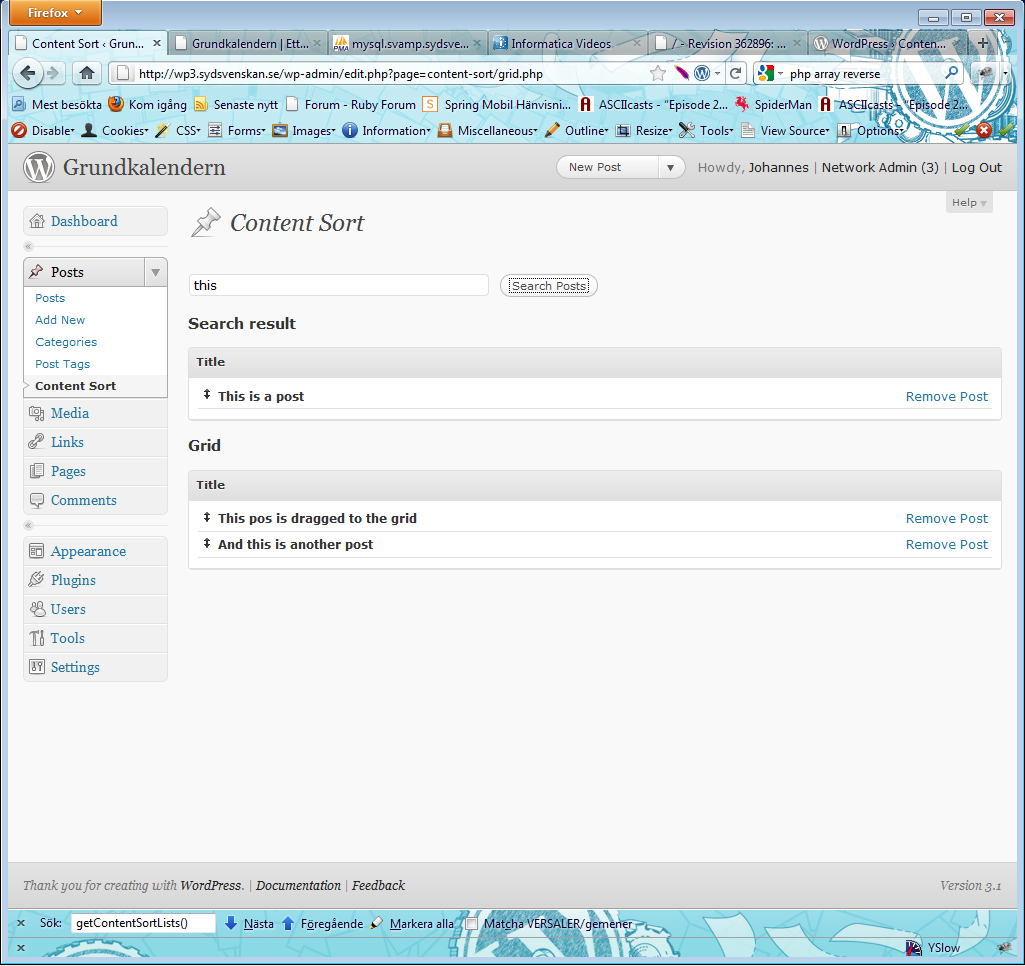 Firefox
Content Sort ‹ Grun... Grundkalendern | Ett... mysql.svamp.sydsve... Informatica Videos / - Revision 362896: ... WordPress › Conten...
http://wp3.sydsvenskan.se/wp-admin/edit.php?page=content-sort/grid.php php array reverse
Mest besökta Kom igång Senaste nytt Forum - Ruby Forum Spring Mobil Hänvisni... ASCIIcasts - "Episode 2... SpiderMan ASCIIcasts - "Episode 2...
Disable Cookies CSS Forms Images Information Miscellaneous Outline Resize Tools View Source Options
Grundkalendern New Post Howdy, Johannes | Network Admin (3) | Log Out
Help
Dashboard
Content Sort
Posts
this Search Posts
Posts
Add New
Search result
Categories
Title
Post Tags
Content Sort
This is a post Remove Post
Media
Links
Grid
Pages
Title
Comments
This pos is dragged to the grid Remove Post
And this is another post Remove Post
Appearance
Plugins
Users
Tools
Settings
Thank you for creating with WordPress. | Documentation | Feedback Version 3.1
Sök: getContentSortLists() Nästa Föregående Markera alla Matcha VERSALER/gemener
YSlow